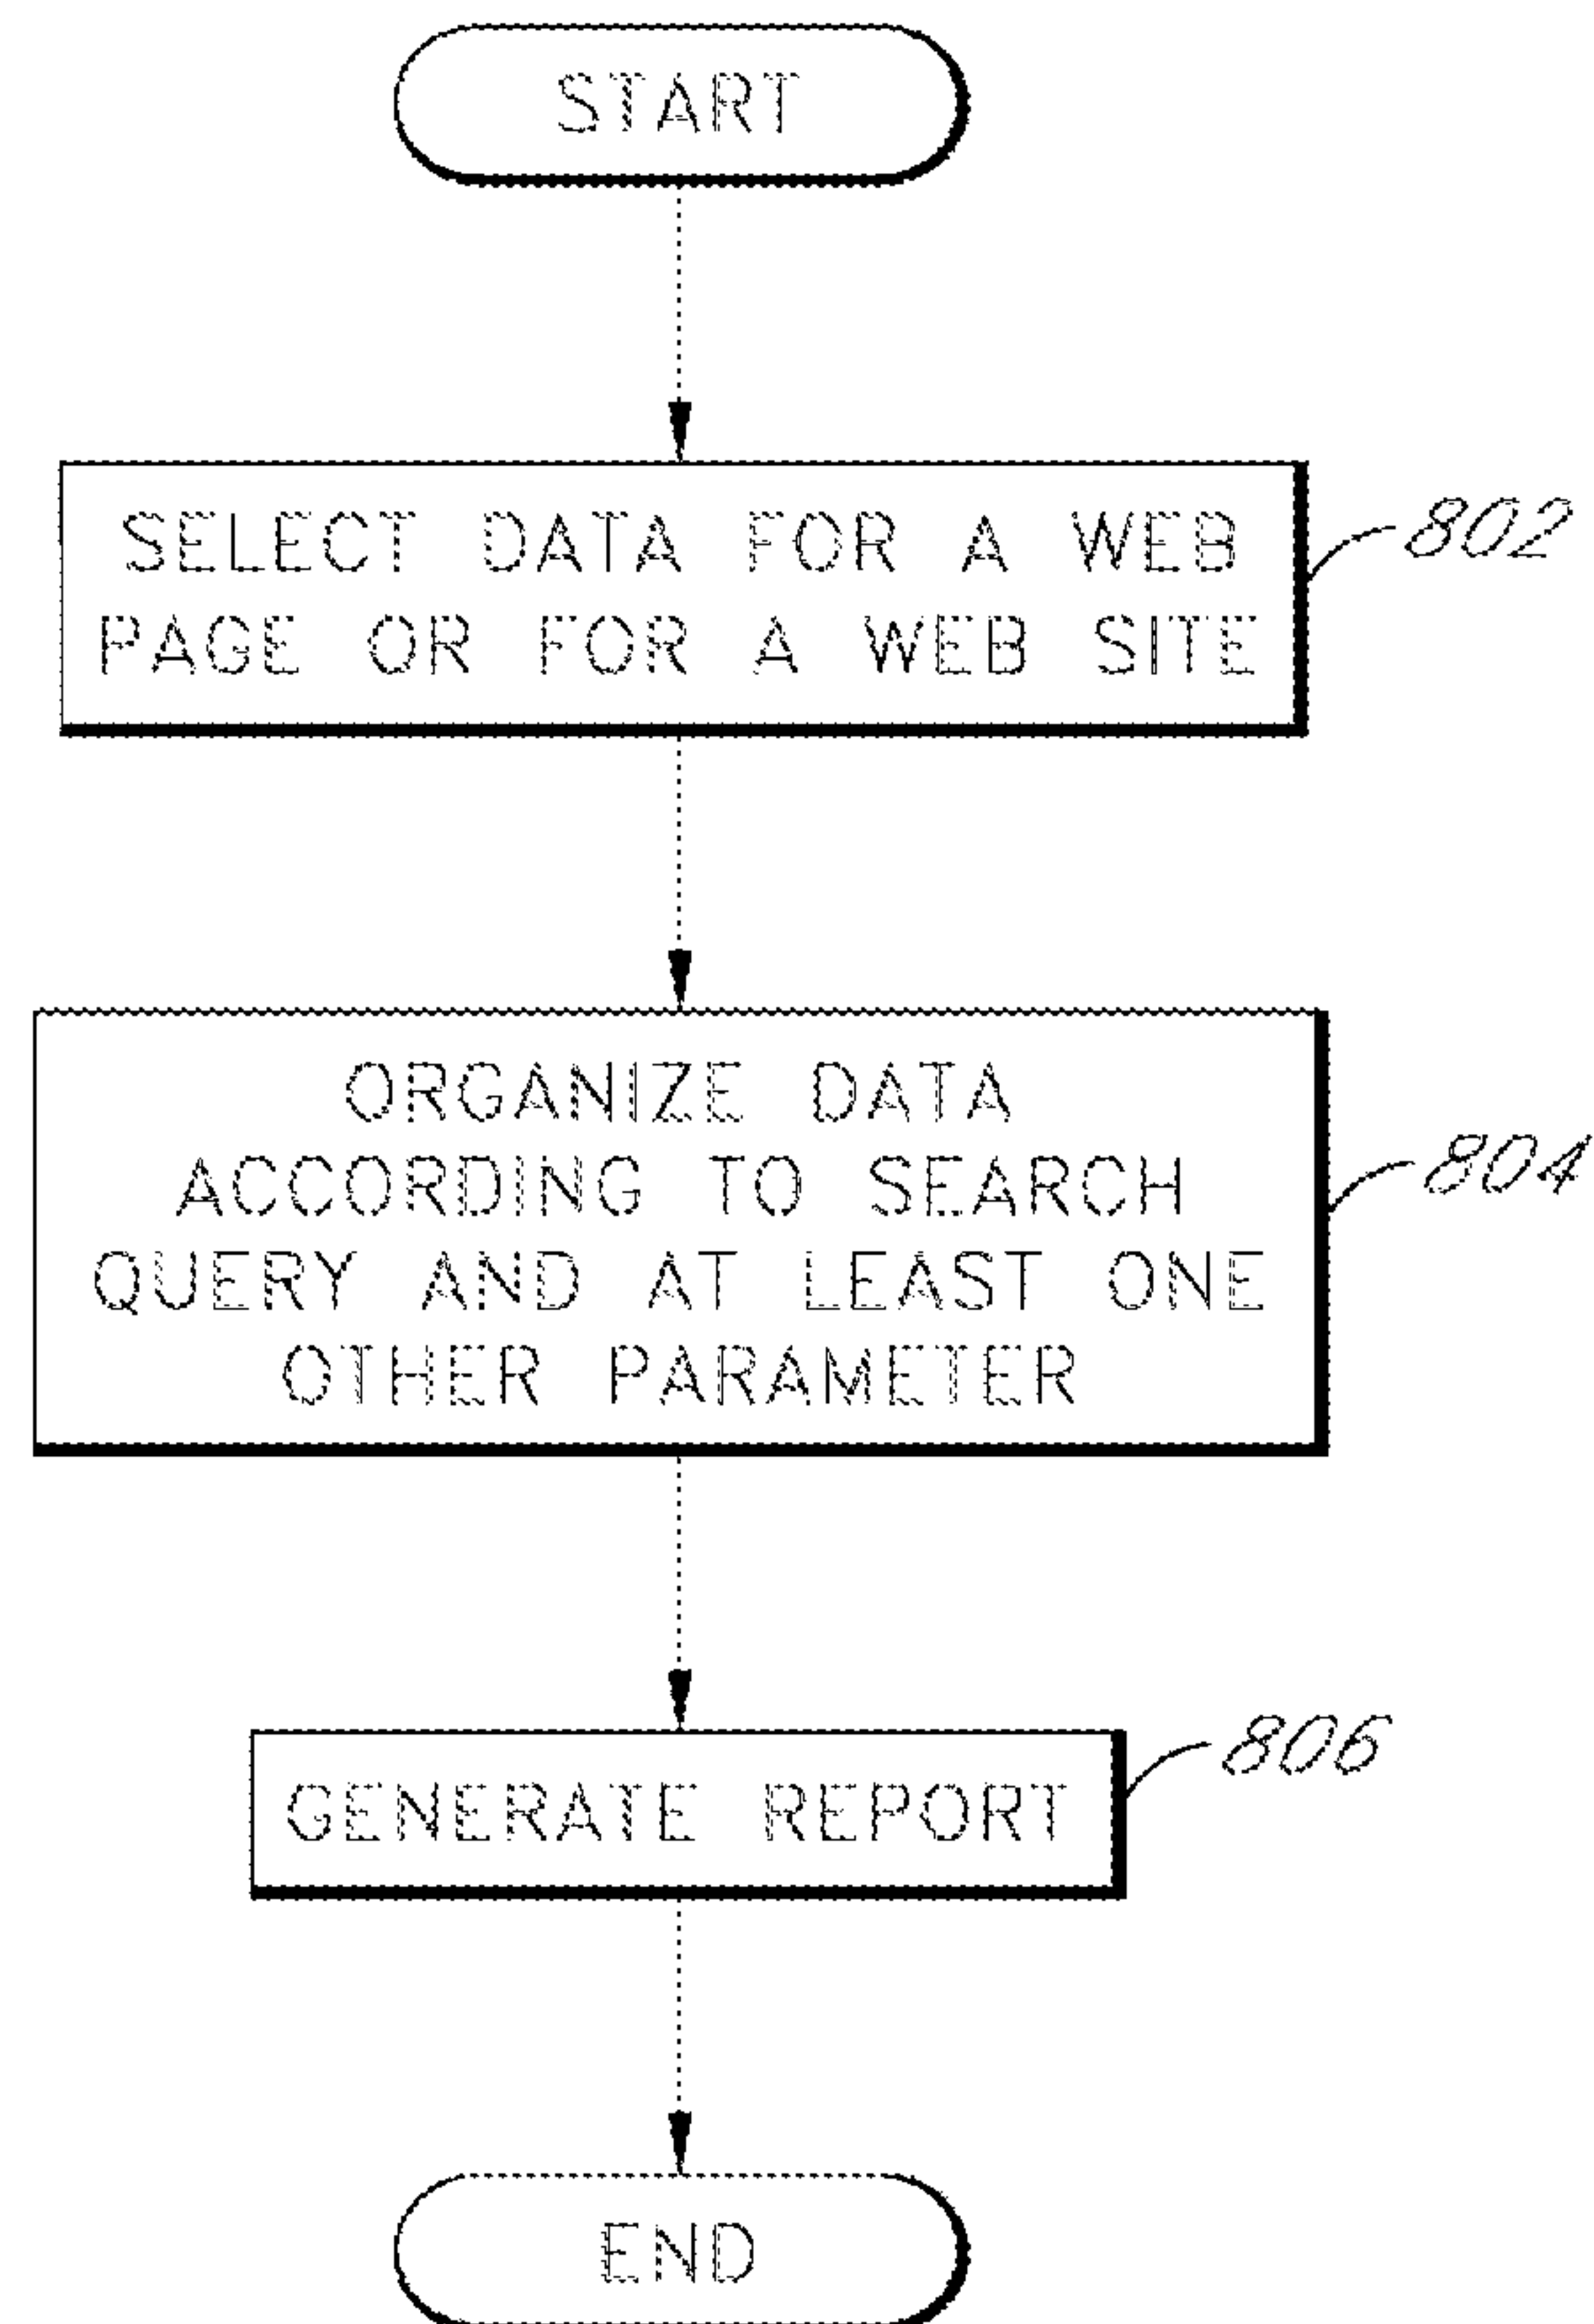 START
SELECT DATA FOR A WEB
PAGE OR FOR A WEB SITE
802
ORGANIZE DATA
ACCORDING TO SEARCH
QUERY AND AT LEAST ONE
OTHER PARAMETER
804
GENERATE REPORT
806
END